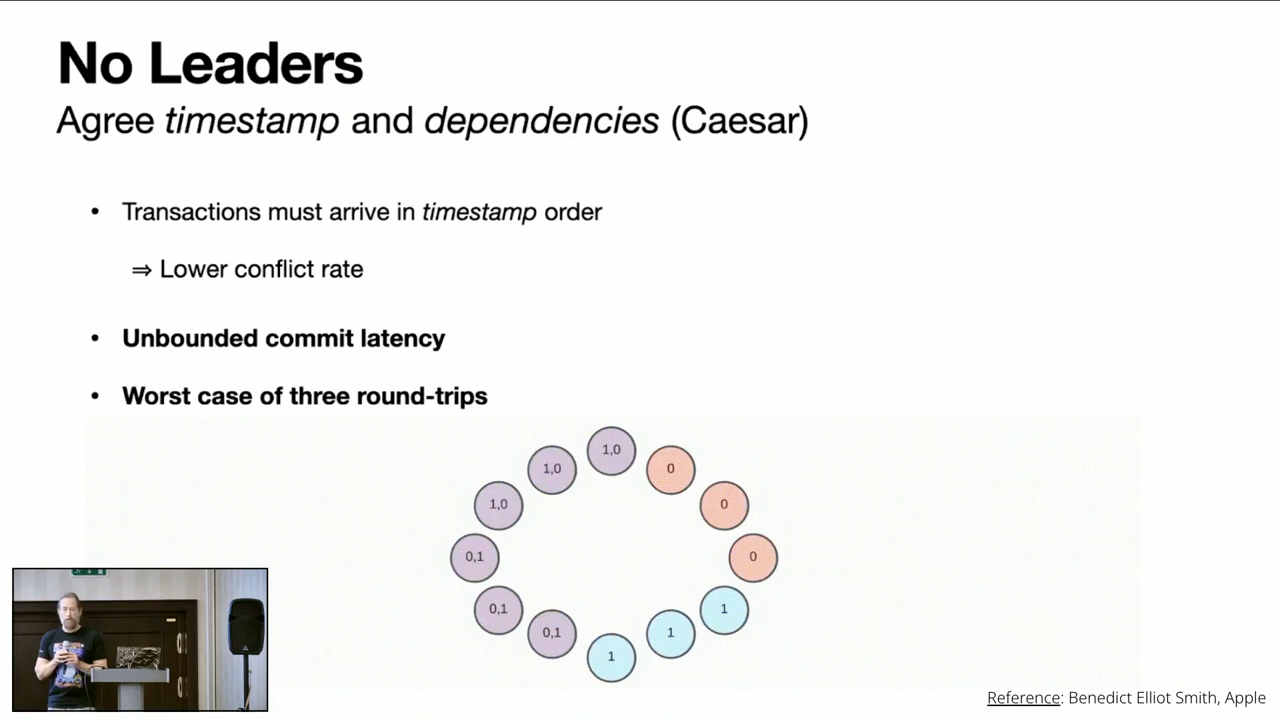 No Leaders
Agree timestamp and dependencies (Caesar)
• Transactions must arrive in timestamp order
⇒ Lower conflict rate
• Unbounded commit latency
• Worst case of three round-trips
1,0
1,0
0
1,0
0
0,1
0
0,1
1
0,1
1
1
Reference: Benedict Elliot Smith, Apple